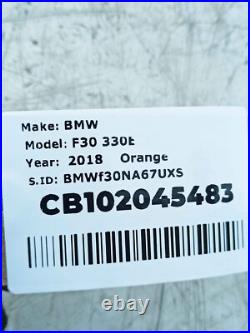 Make: BMW
Model: F30 330E
Year: 2018 Orange
S.ID: BMWf30NA67UXS
CB102045483